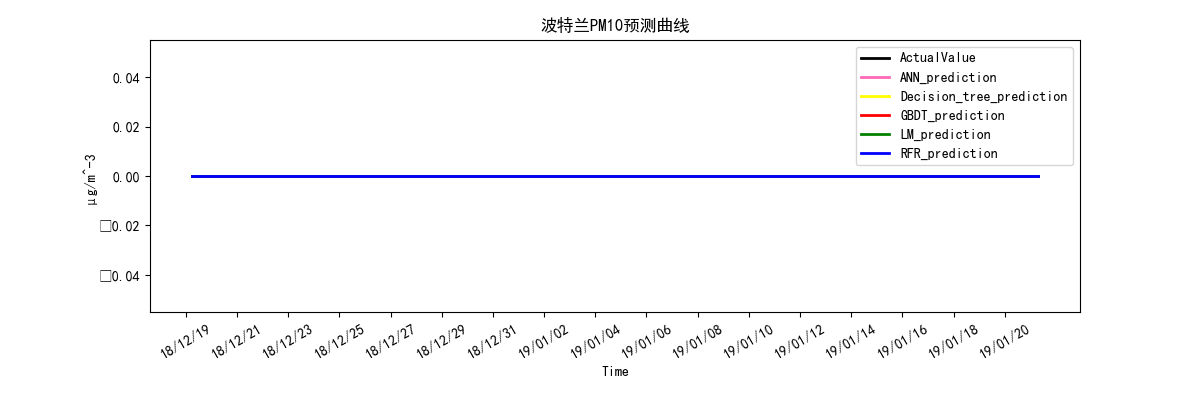 波特兰PM10预测曲线
ActualValue
ANN_prediction
Decision_tree_prediction
GBDT_prediction
LM_prediction
RFR_prediction
μg/m^-3
0.04
0.02
0.00
□0.02
□0.04
18/12/19
18/12/21
18/12/23
18/12/25
18/12/27
18/12/29
18/12/31
19/01/02
19/01/04
19/01/06
19/01/08
19/01/10
19/01/12
19/01/14
19/01/16
19/01/18
19/01/20
Time